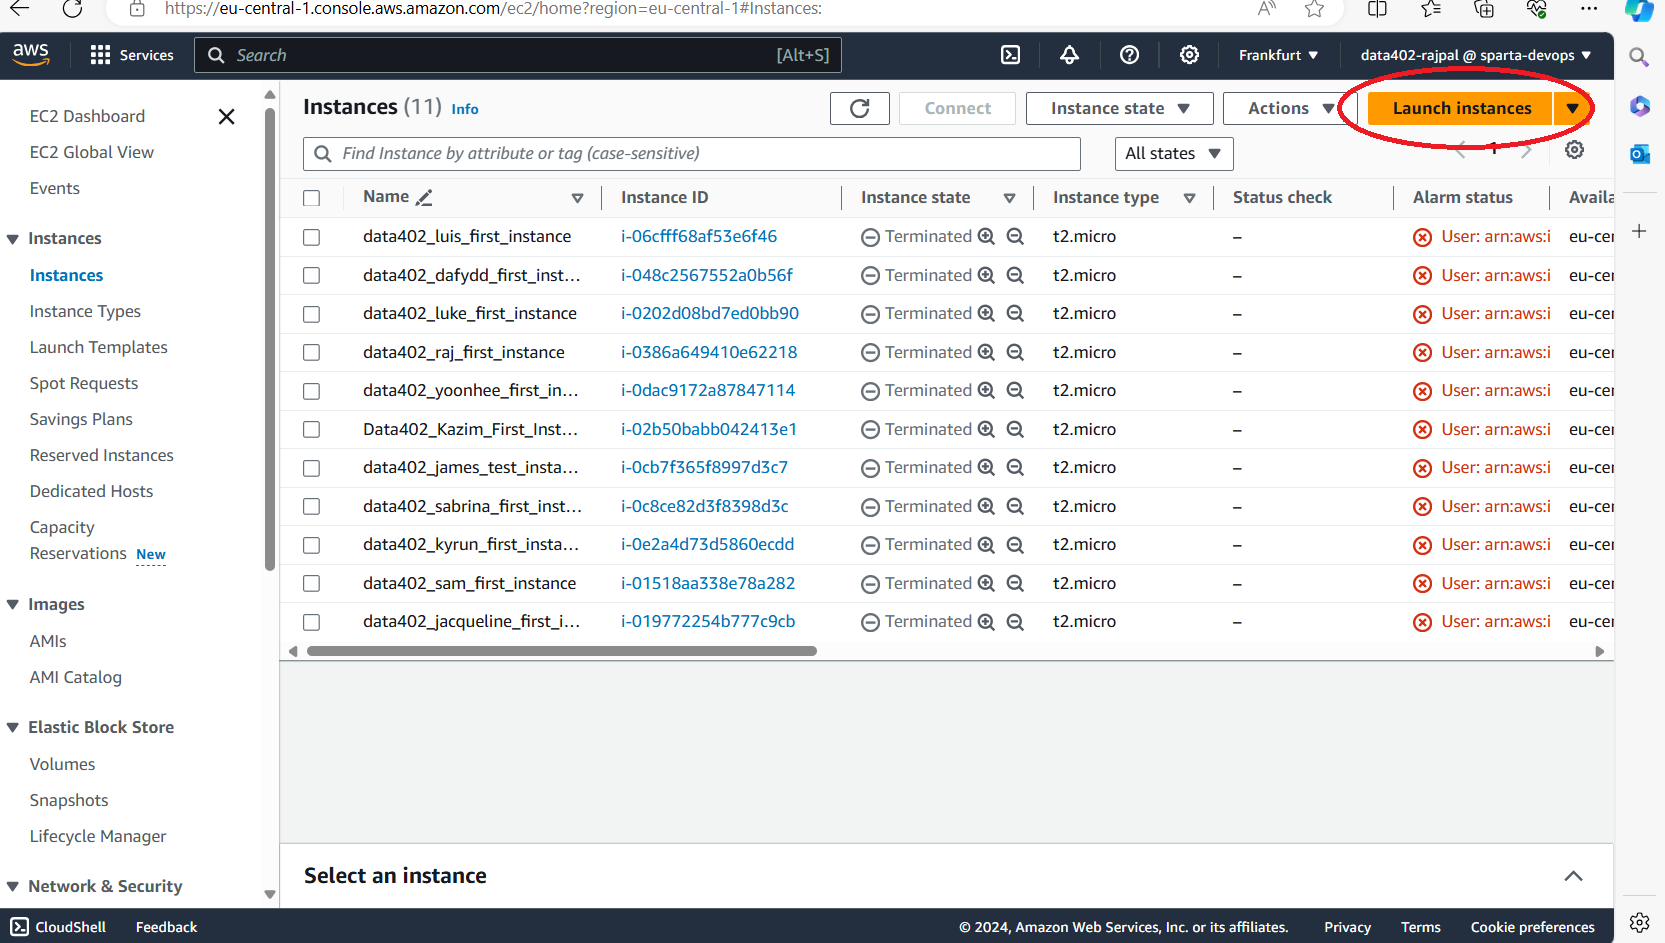 https://eu-central-1.console.aws.amazon.com/ec2/home?region=eu-central-1#Instances:
aws Services Search [Alt+S] Frankfurt data402-rajpal @ sparta-devops
EC2 Dashboard
EC2 Global View
Events
Instances
Instances
Instance Types
Launch Templates
Spot Requests
Savings Plans
Reserved Instances
Dedicated Hosts
Capacity
Reservations New
Images
AMIs
AMI Catalog
Elastic Block Store
Volumes
Snapshots
Lifecycle Manager
Network & Security
Instances (11) Info Connect Instance state Actions Launch instances
Find Instance by attribute or tag (case-sensitive) All states 1
Name Instance ID Instance state Instance type Status check Alarm status Availa
data402_luis_first_instance i-06cfff68af53e6f46 Terminated t2.micro – User: arn:aws:i eu-cer
data402_dafydd_first_inst... i-048c2567552a0b56f Terminated t2.micro – User: arn:aws:i eu-cer
data402_luke_first_instance i-0202d08bd7ed0bb90 Terminated t2.micro – User: arn:aws:i eu-cer
data402_raj_first_instance i-0386a649410e62218 Terminated t2.micro – User: arn:aws:i eu-cer
data402_yoonhee_first_in... i-0dac9172a87847114 Terminated t2.micro – User: arn:aws:i eu-cer
Data402_Kazim_First_Inst... i-02b50babb042413e1 Terminated t2.micro – User: arn:aws:i eu-cer
data402_james_test_insta... i-0cb7f365f8997d3c7 Terminated t2.micro – User: arn:aws:i eu-cer
data402_sabrina_first_inst... i-0c8ce82d3f8398d3c Terminated t2.micro – User: arn:aws:i eu-cer
data402_kyrun_first_insta... i-0e2a4d73d5860ecdd Terminated t2.micro – User: arn:aws:i eu-cer
data402_sam_first_instance i-01518aa338e78a282 Terminated t2.micro – User: arn:aws:i eu-cer
data402_jacqueline_first_i... i-019772254b777c9cb Terminated t2.micro – User: arn:aws:i eu-cer
Select an instance
CloudShell Feedback © 2024, Amazon Web Services, Inc. or its affiliates. Privacy Terms Cookie preferences